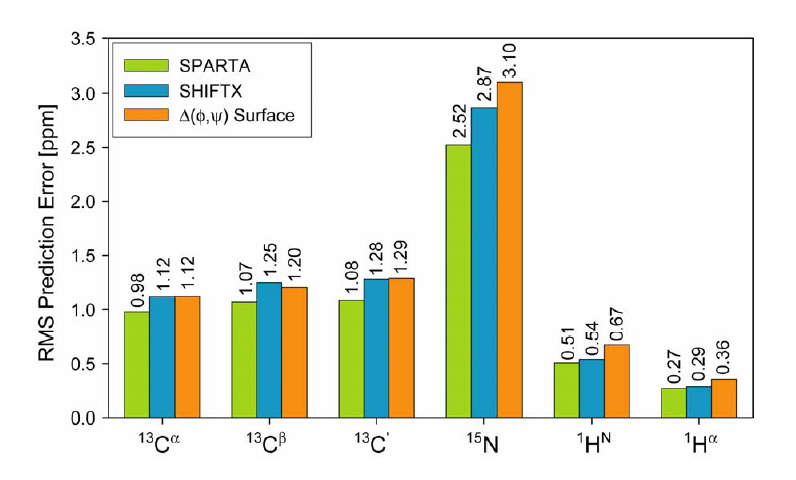 RMS Prediction Error [ppm]
3.5
3.0
2.5
2.0
1.5
1.0
0.5
0.0
SPARTA
SHIFTX
Δ(ϕ,ψ) Surface
0.98
1.12
1.12
1.07
1.25
1.20
1.08
1.28
1.29
2.52
2.87
3.10
0.51
0.54
0.67
0.27
0.29
0.36
¹³Cᵅ
¹³Cᵝ
¹³C'
¹⁵N
¹Hᴺ
¹Hᵅ